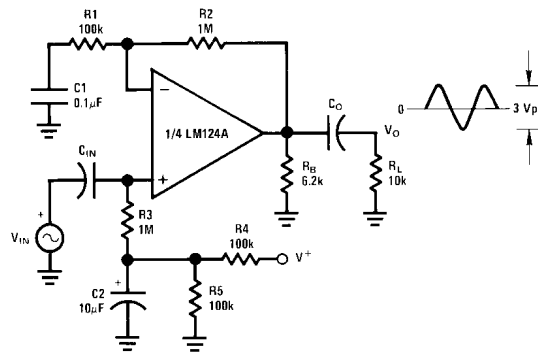 R1
100k
R2
1M
C1
0.1μF
1/4 LM124A
−
+
CIN
CO
VO
0
3 Vp
RB
6.2k
RL
10k
+
VIN
R3
1M
R4
100k
V+
+
C2
10μF
R5
100k